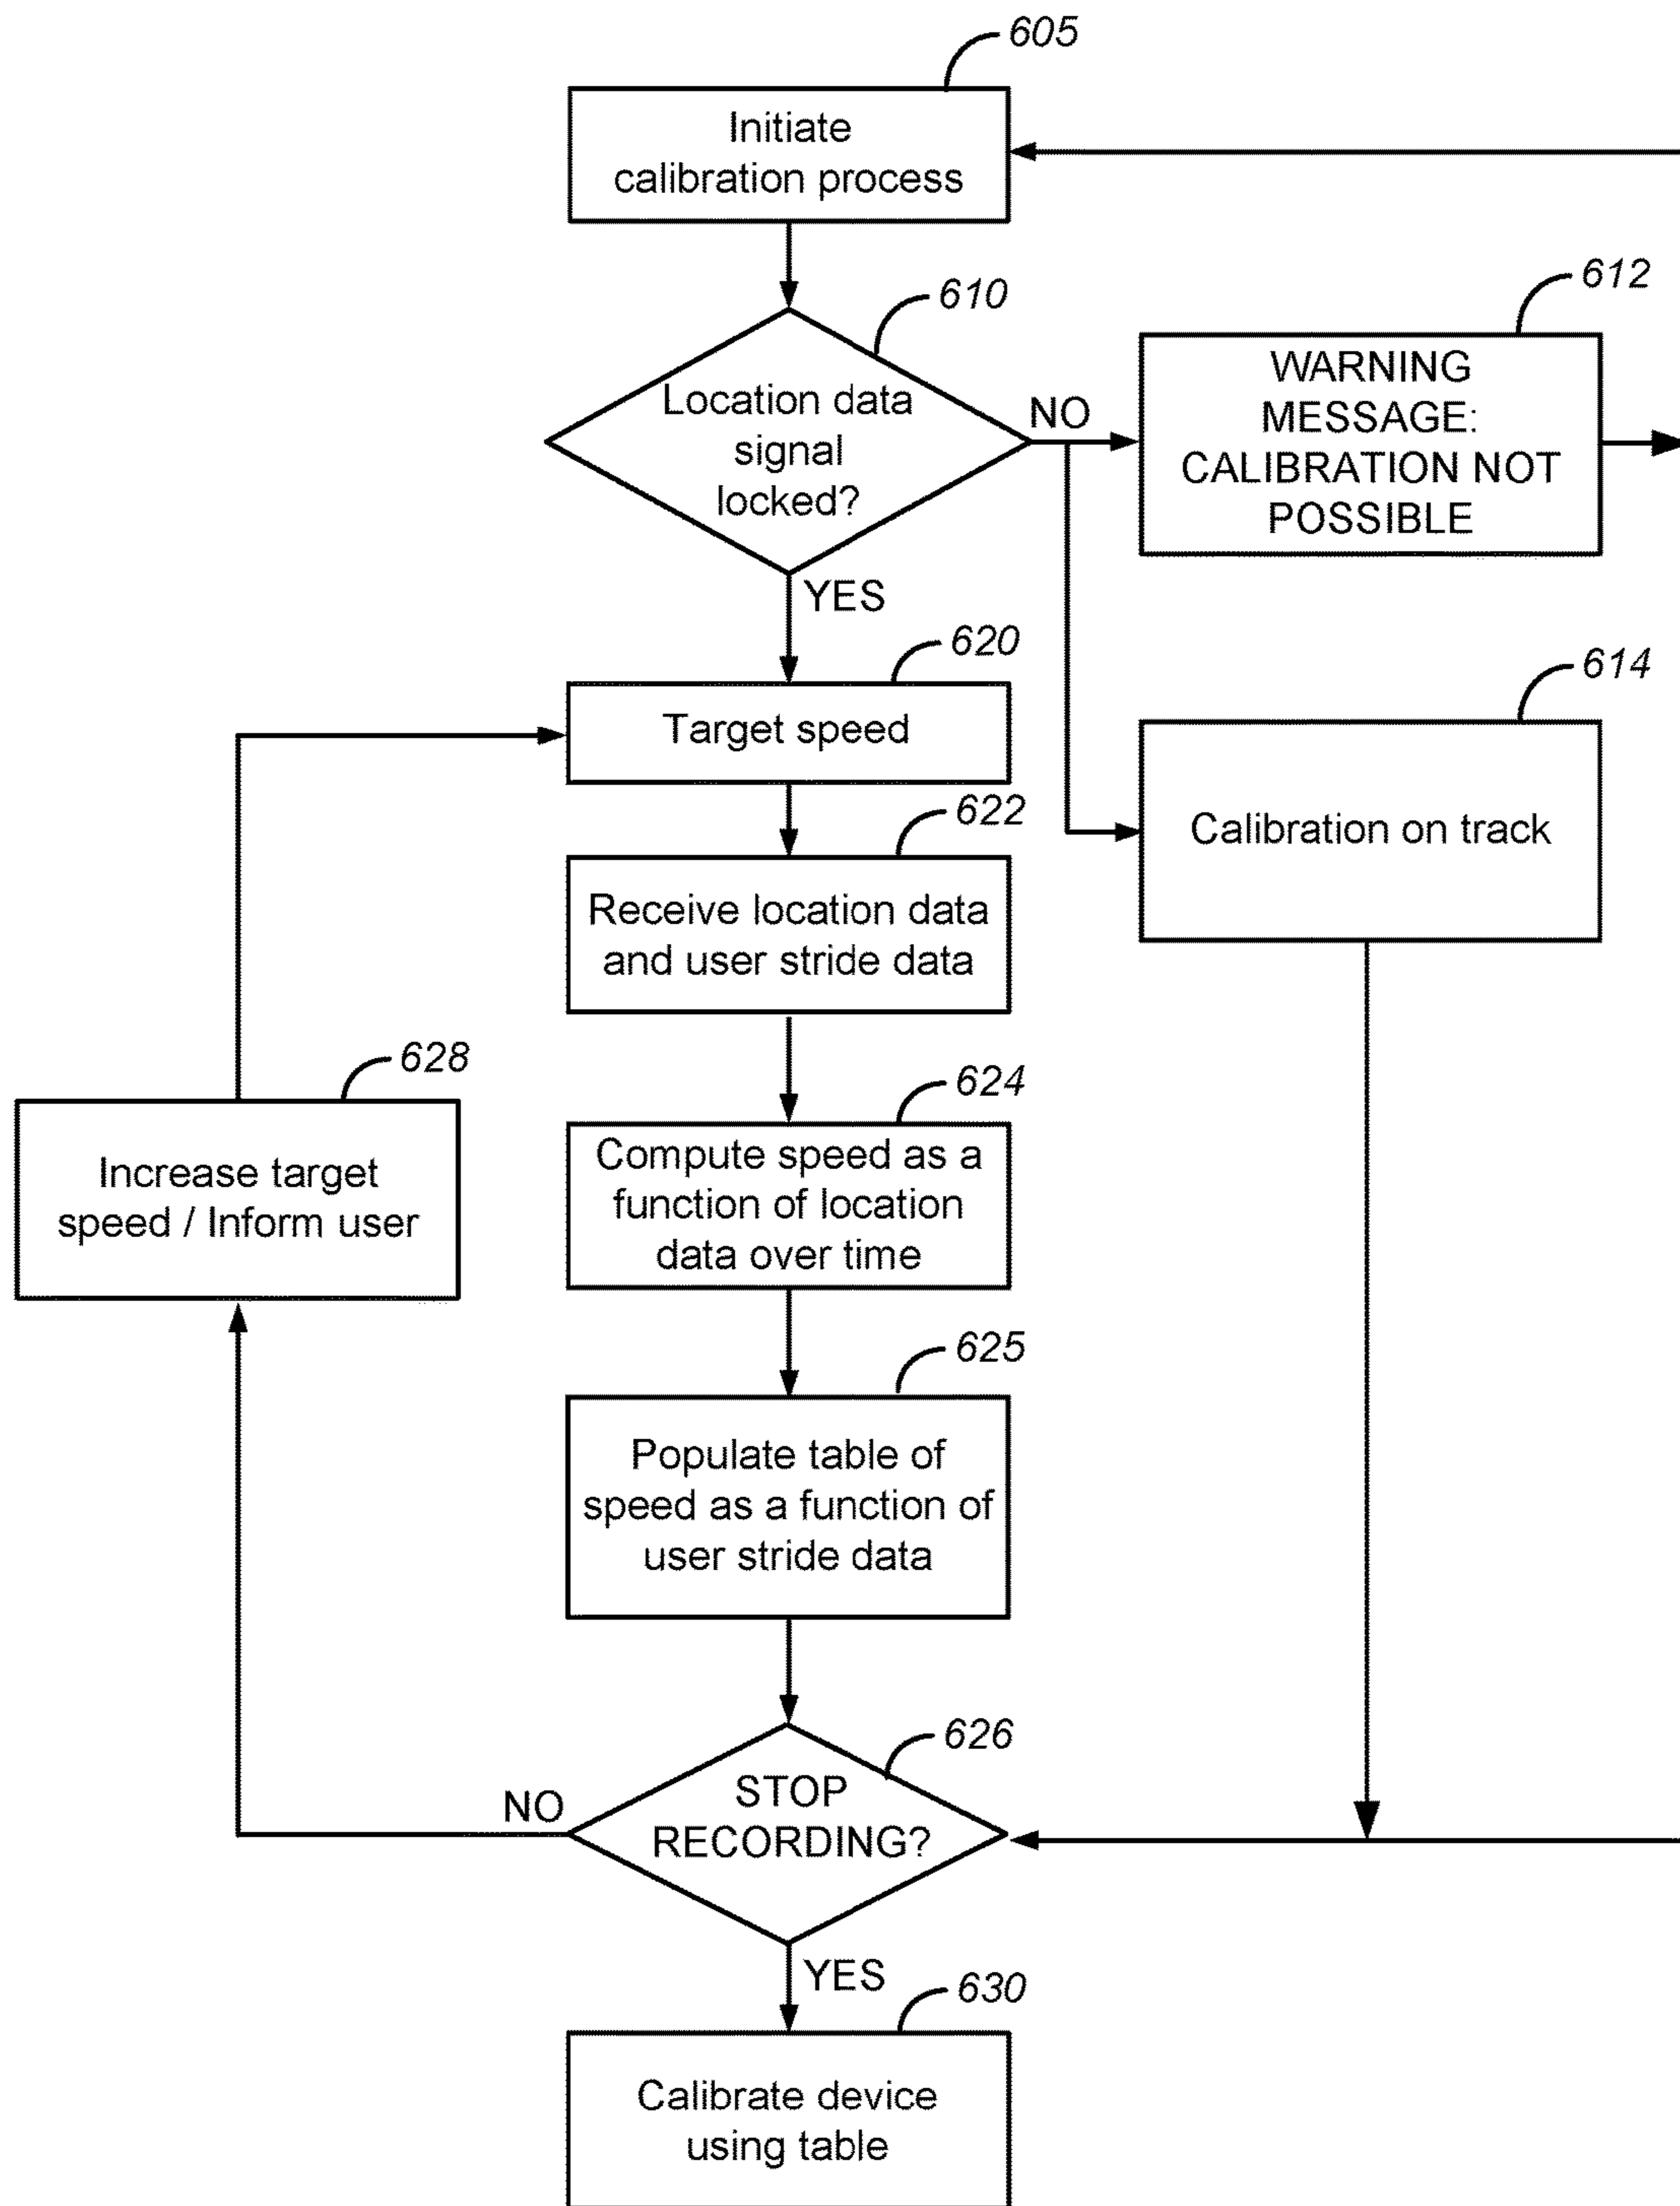 605
Initiate
calibration process
610
Location data
signal
locked?
NO
612
WARNING
MESSAGE:
CALIBRATION NOT
POSSIBLE
YES
614
Calibration on track
620
Target speed
622
Receive location data
and user stride data
624
Compute speed as a
function of location
data over time
628
Increase target
speed / Inform user
625
Populate table of
speed as a function of
user stride data
626
STOP
RECORDING?
NO
YES
630
Calibrate device
using table